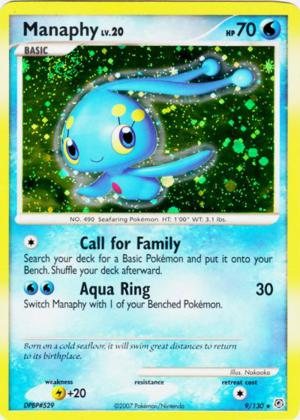 Manaphy LV.20 HP 70
BASIC
NO. 490 Seafaring Pokémon HT: 1'00" WT: 3.1 lbs.
Call for Family
Search your deck for a Basic Pokémon and put it onto your
Bench. Shuffle your deck afterward.
Aqua Ring 30
Switch Manaphy with 1 of your Benched Pokémon.
Born on a cold seafloor, it will swim great distances to return
to its birthplace.
Illus. Nakaoka
weakness resistance retreat cost
+20
DPBP#529 ©2007 Pokémon/Nintendo 9/130 ★